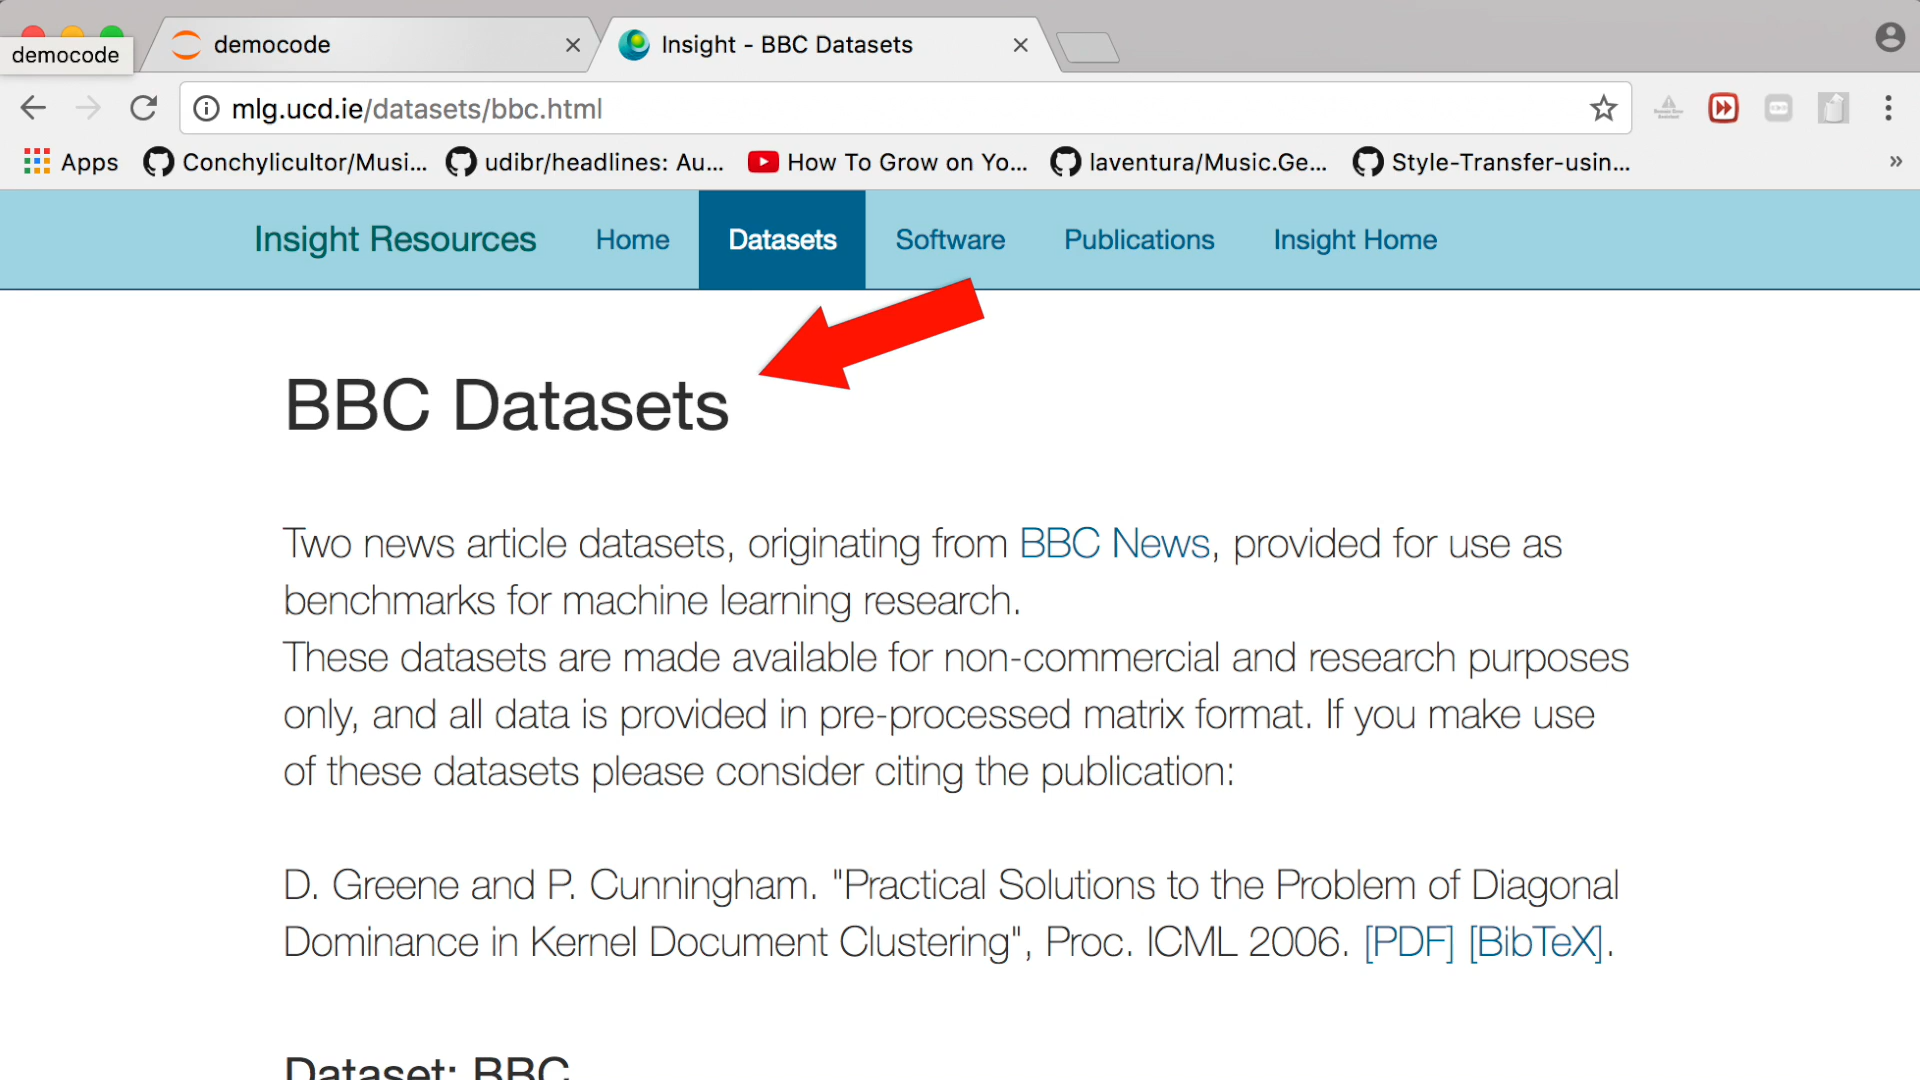 democode
democode
Insight - BBC Datasets
mlg.ucd.ie/datasets/bbc.html
Apps
Conchylicultor/Musi...
udibr/headlines: Au...
How To Grow on Yo...
laventura/Music.Ge...
Style-Transfer-usin...
»
Insight Resources
Home
Datasets
Software
Publications
Insight Home
BBC Datasets
Two news article datasets, originating from BBC News, provided for use as
benchmarks for machine learning research.
These datasets are made available for non-commercial and research purposes
only, and all data is provided in pre-processed matrix format. If you make use
of these datasets please consider citing the publication:
D. Greene and P. Cunningham. "Practical Solutions to the Problem of Diagonal
Dominance in Kernel Document Clustering", Proc. ICML 2006. [PDF] [BibTeX].
Dataset: BBC